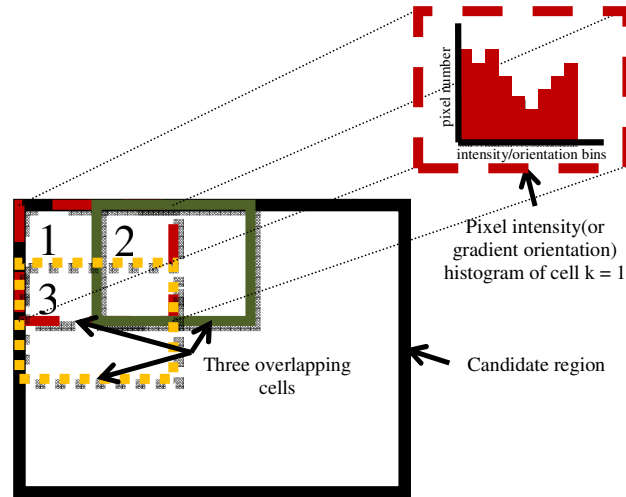 pixel number
intensity/orientation bins
Pixel intensity(or
gradient orientation)
histogram of cell k = 1
1
2
3
Three overlapping
cells
Candidate region